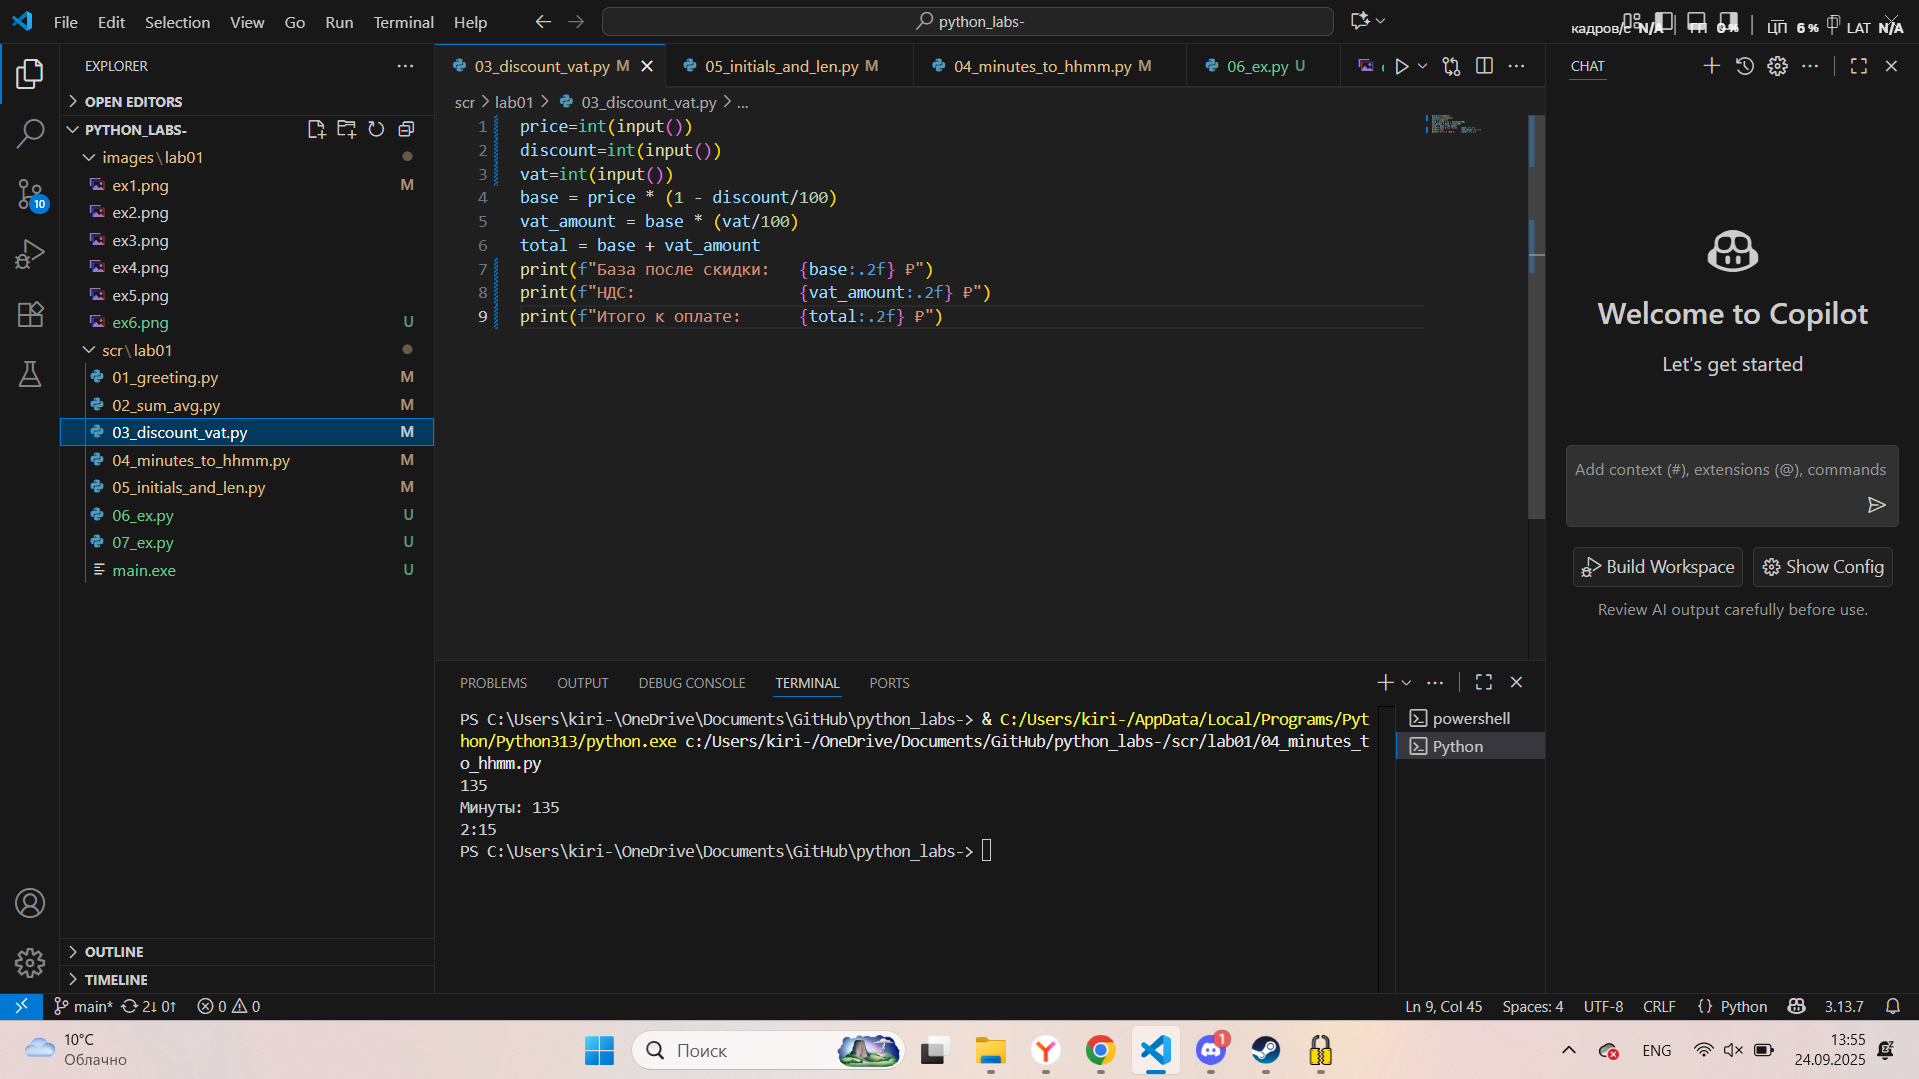 File Edit Selection View Go Run Terminal Help
python_labs-
кадров/с N/A ГП 0% ЦП 6% LAT N/A
EXPLORER
OPEN EDITORS
PYTHON_LABS-
images\lab01
ex1.png M
ex2.png
ex3.png
ex4.png
ex5.png
ex6.png U
scr\lab01
01_greeting.py M
02_sum_avg.py M
03_discount_vat.py M
04_minutes_to_hhmm.py M
05_initials_and_len.py M
06_ex.py U
07_ex.py U
main.exe U
OUTLINE
TIMELINE
03_discount_vat.py M 05_initials_and_len.py M 04_minutes_to_hhmm.py M 06_ex.py U
scr > lab01 > 03_discount_vat.py > ...
1 price=int(input())
2 discount=int(input())
3 vat=int(input())
4 base = price * (1 - discount/100)
5 vat_amount = base * (vat/100)
6 total = base + vat_amount
7 print(f"База после скидки:   {base:.2f} ₽")
8 print(f"НДС:                 {vat_amount:.2f} ₽")
9 print(f"Итого к оплате:      {total:.2f} ₽")
PROBLEMS OUTPUT DEBUG CONSOLE TERMINAL PORTS
PS C:\Users\kiri-\OneDrive\Documents\GitHub\python_labs-> & C:/Users/kiri-/AppData/Local/Programs/Pyt
hon/Python313/python.exe c:/Users/kiri-/OneDrive/Documents/GitHub/python_labs-/scr/lab01/04_minutes_t
o_hhmm.py
135
Минуты: 135
2:15
PS C:\Users\kiri-\OneDrive\Documents\GitHub\python_labs->
powershell
Python
CHAT
Welcome to Copilot
Let's get started
Add context (#), extensions (@), commands
Build Workspace Show Config
Review AI output carefully before use.
10
main* 2↓ 0↑ 0 0
Ln 9, Col 45 Spaces: 4 UTF-8 CRLF {} Python 3.13.7
10°C
Облачно
Поиск
1
ENG
13:55
24.09.2025